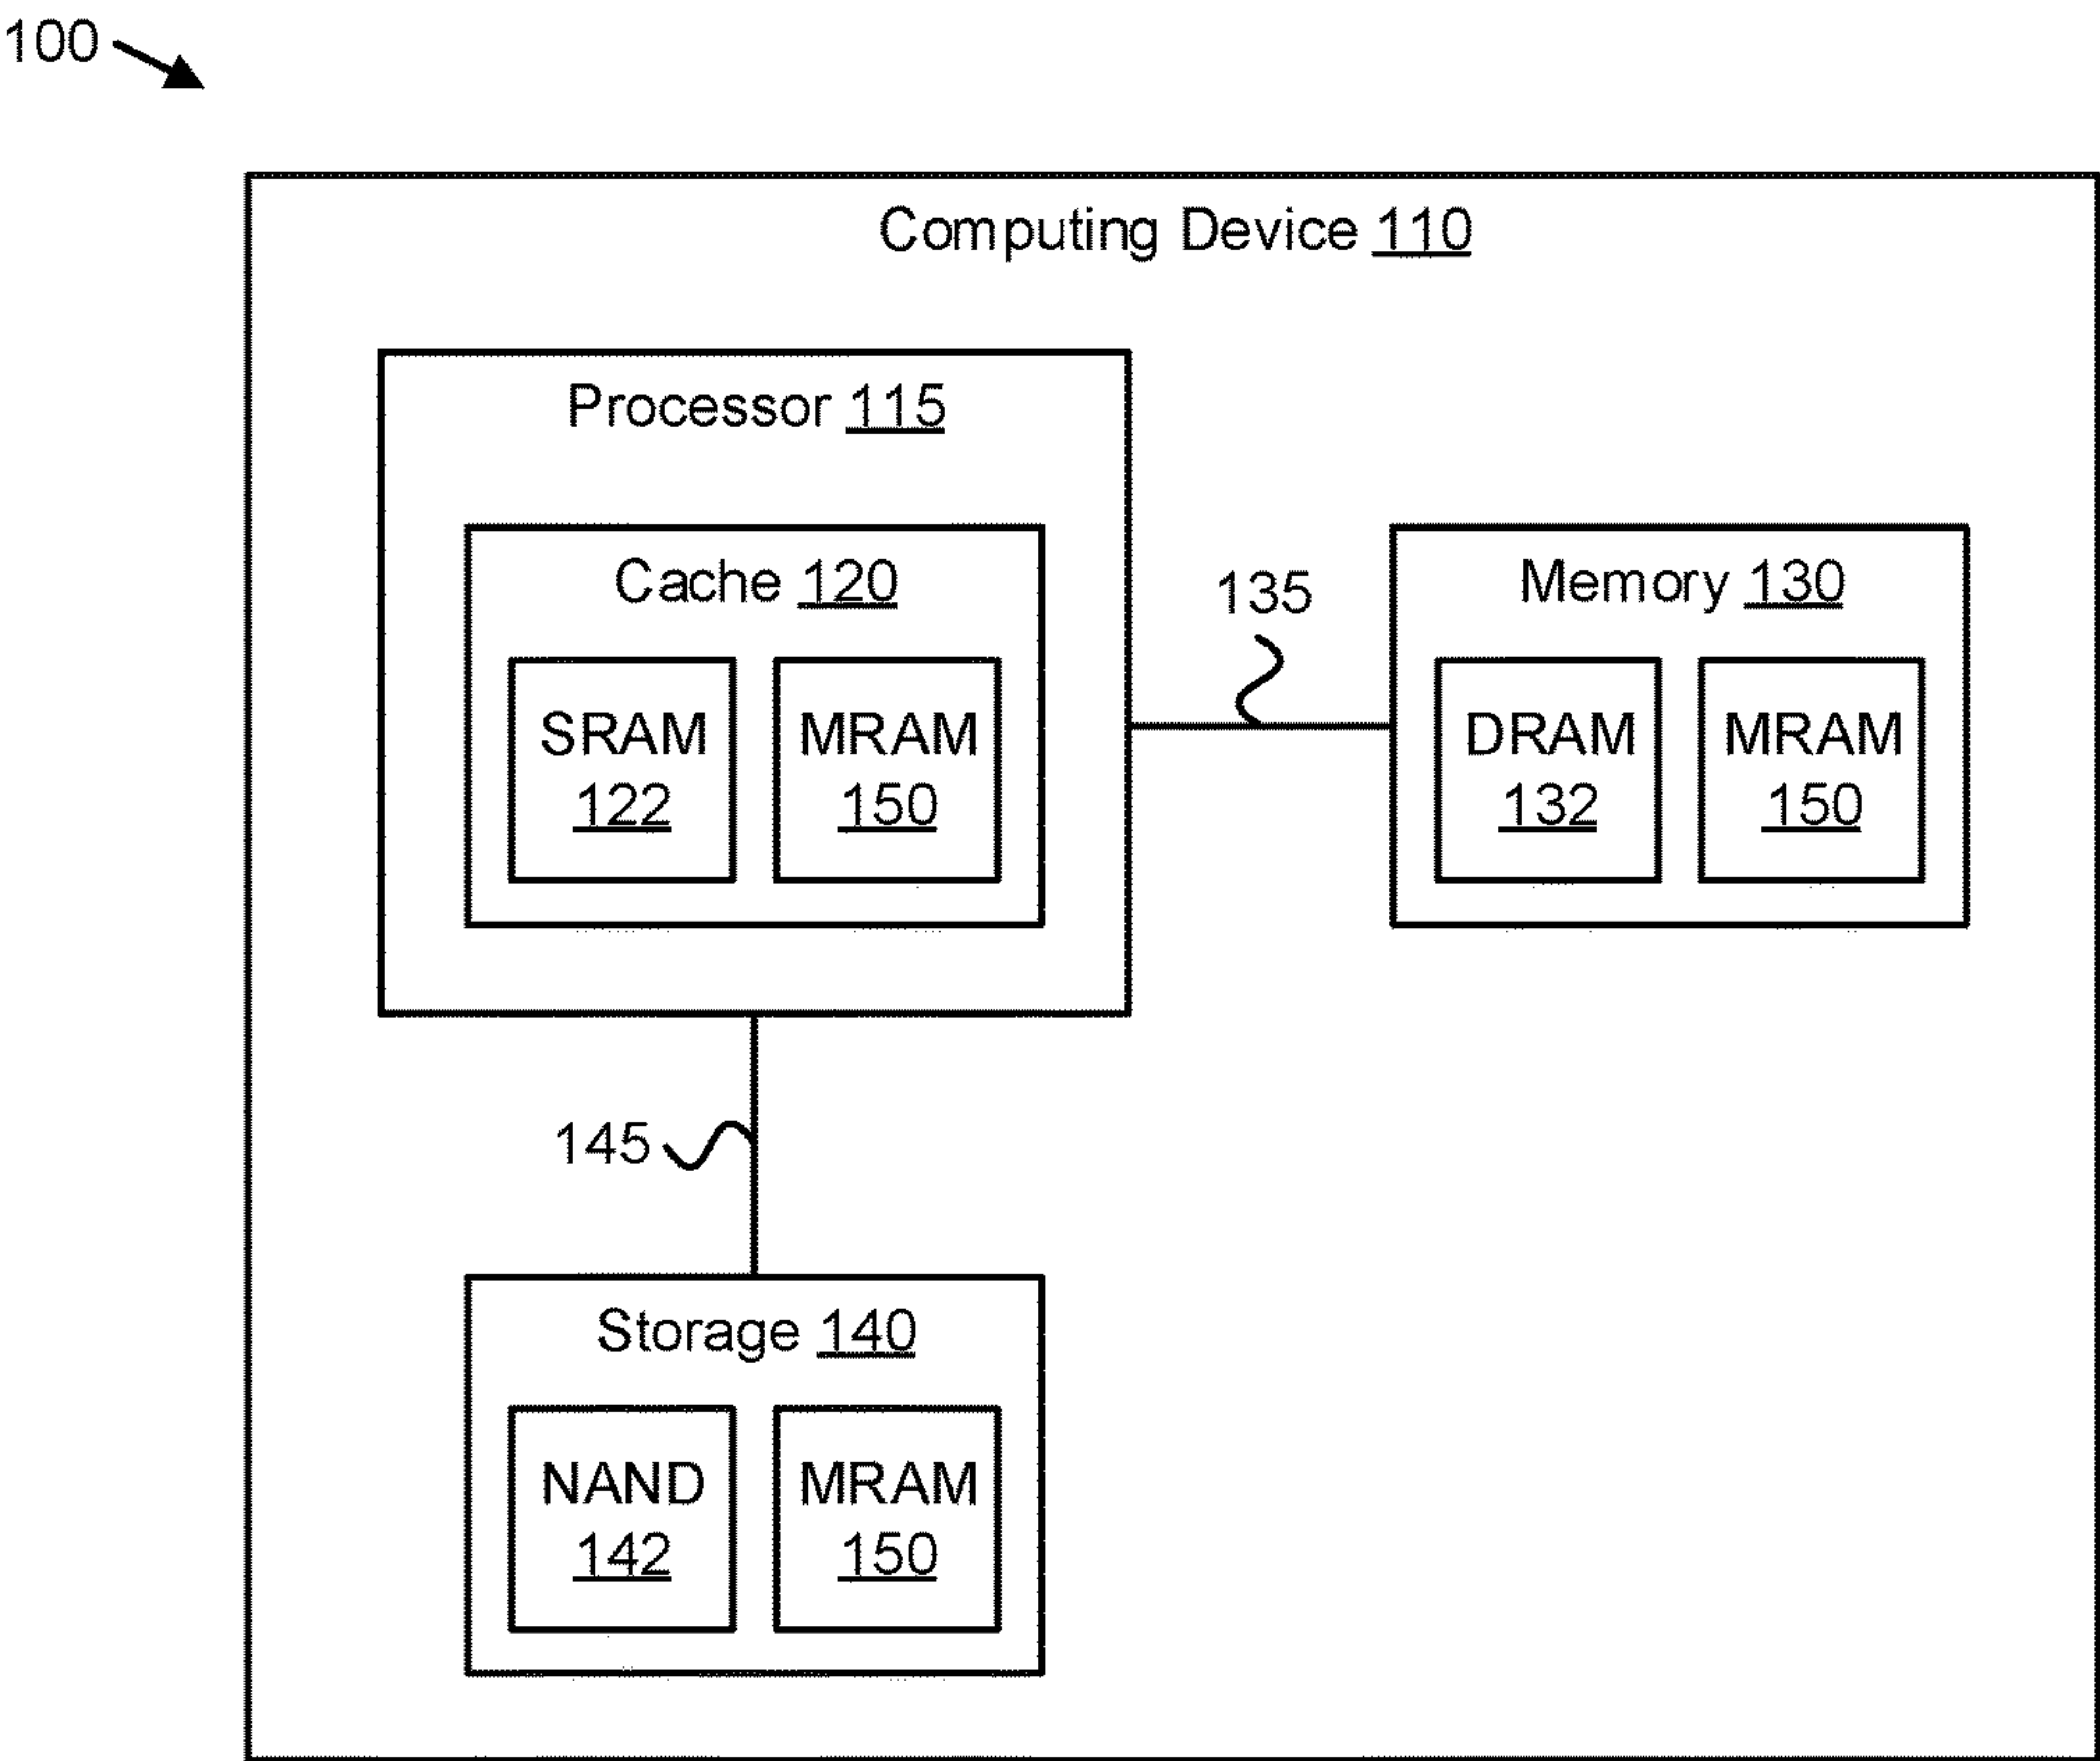 100
Computing Device 110
Processor 115
Cache 120
SRAM
122
MRAM
150
135
Memory 130
DRAM
132
MRAM
150
145
Storage 140
NAND
142
MRAM
150